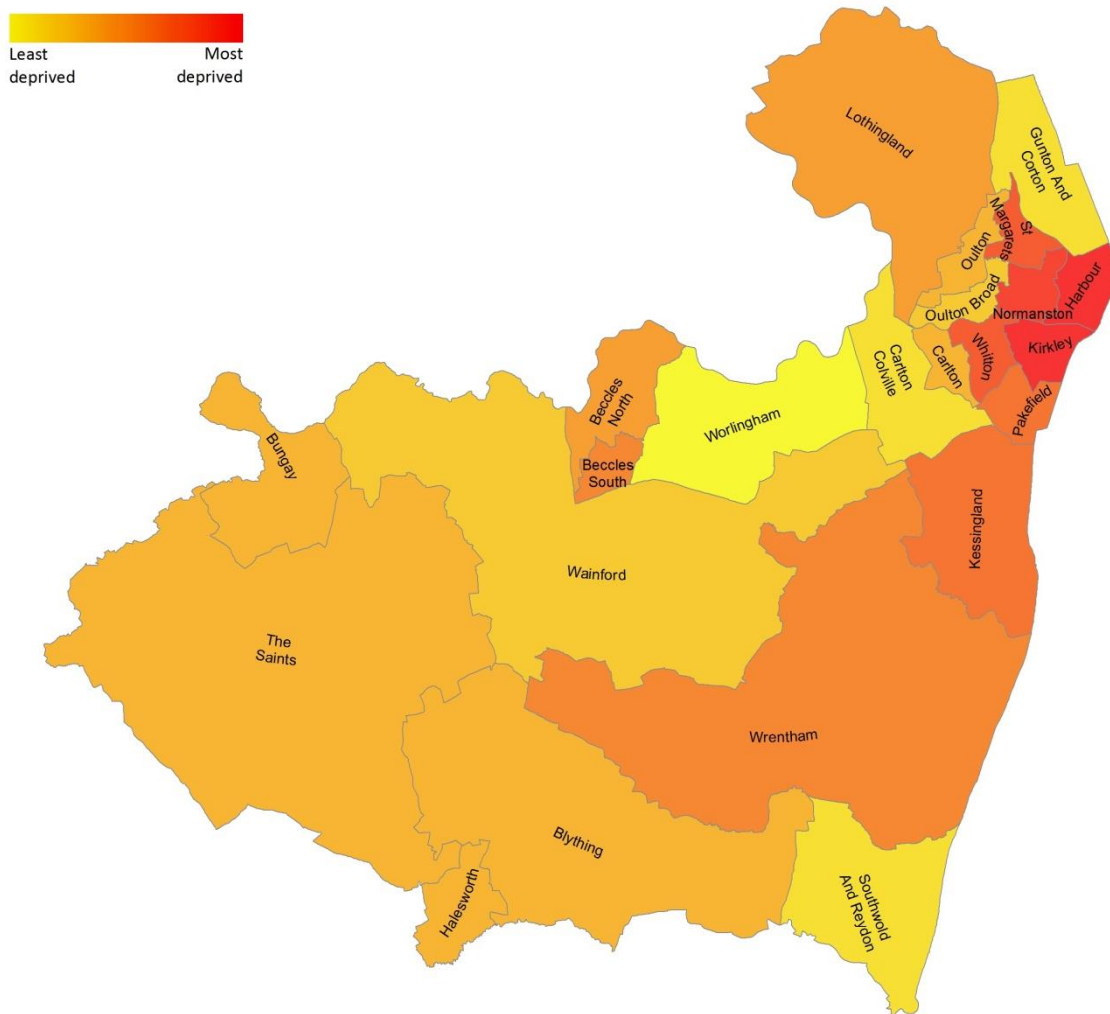 Least
deprived
Most
deprived
Lothingland
Gunton And
Corton
St
Margarets
Oulton
Oulton Broad
Normanston
Harbour
Kirkley
Whitton
Carlton
Carlton
Colville
Pakefield
Beccles
North
Worlingham
Beccles
South
Bungay
Kessingland
Wainford
The
Saints
Wrentham
Blything
Halesworth
Southwold
And Reydon